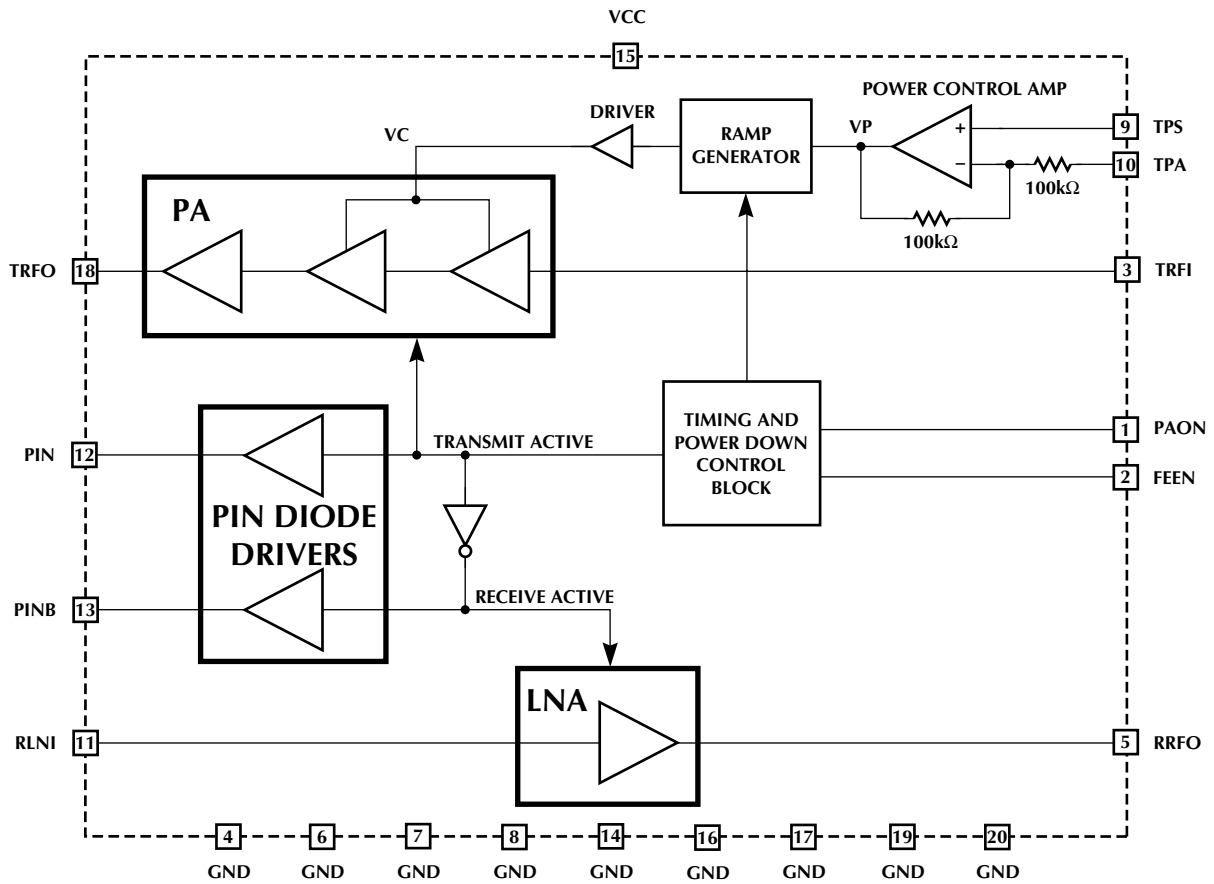 VCC
15
POWER CONTROL AMP
DRIVER
VC
RAMP
GENERATOR
VP
+
9
TPS
–
10
TPA
100kΩ
100kΩ
PA
TRFO
18
3
TRFI
TIMING AND
POWER DOWN
CONTROL
BLOCK
1
PAON
2
FEEN
PIN
12
TRANSMIT ACTIVE
PIN DIODE
DRIVERS
PINB
13
RECEIVE ACTIVE
LNA
RLNI
11
5
RRFO
4 6 7 8 14 16 17 19 20
GND GND GND GND GND GND GND GND GND